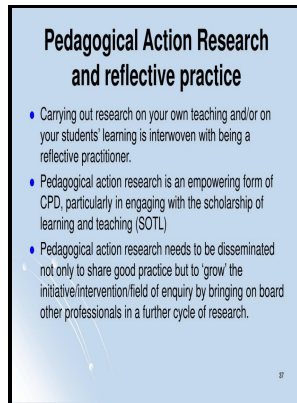 Pedagogical Action Research
and reflective practice
● Carrying out research on your own teaching and/or on
your students' learning is interwoven with being a
reflective practitioner.
● Pedagogical action research is an empowering form of
CPD, particularly in engaging with the scholarship of
learning and teaching (SOTL)
● Pedagogical action research needs to be disseminated
not only to share good practice but to 'grow' the
initiative/intervention/field of enquiry by bringing on board
other professionals in a further cycle of research.
37